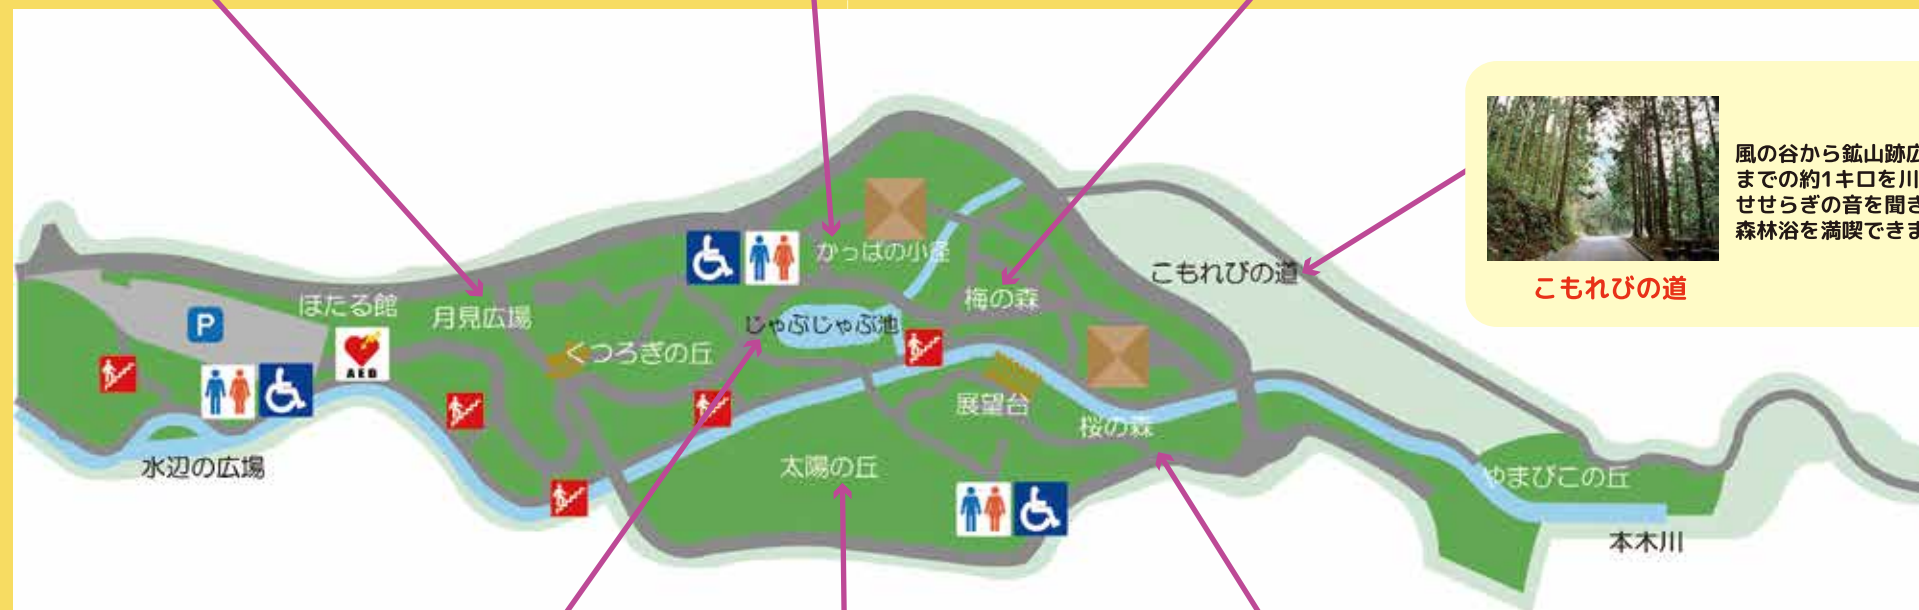 風の谷から鉱山跡広
までの約1キロを川
せせらぎの音を聞き
森林浴を満喫できま
こもれびの道
かっぱの小径
こもれびの道
梅の森
ほたる館
月見広場
P
じゃぶじゃぶ池
くつろぎの丘
AED
展望台
桜の森
水辺の広場
太陽の丘
やまびこの丘
本木川